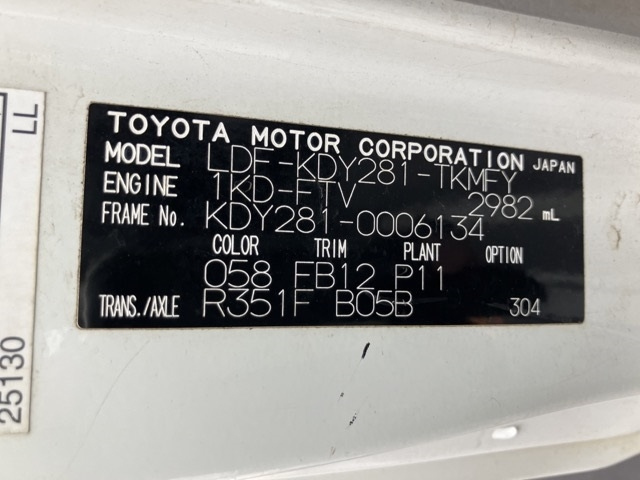 TOYOTA MOTOR CORPORATION JAPAN
MODEL LDF-KDY281-TKMFY
ENGINE 1KD-FTV 2982 mL
FRAME No. KDY281-0006134
COLOR TRIM PLANT OPTION
058 FB12 P11
TRANS./AXLE R351F B05B 304
LL
25130